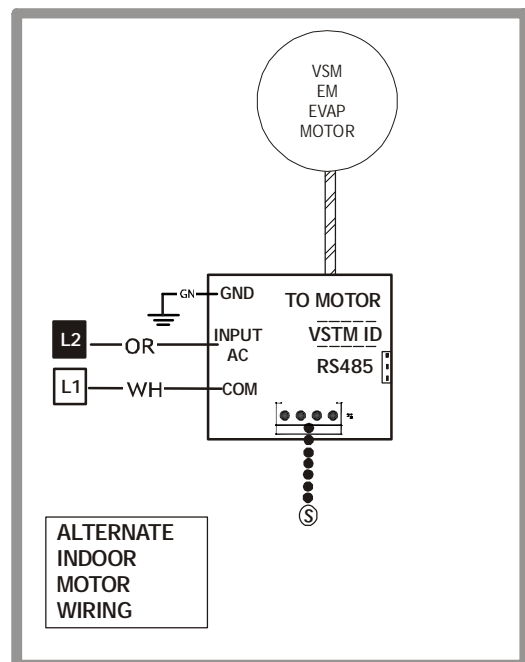 VSM
EM
EVAP
MOTOR
GN
GND
TO MOTOR
L2
OR
INPUT
AC
VSTM ID
RS485
L1
WH
COM
S
ALTERNATE
INDOOR
MOTOR
WIRING